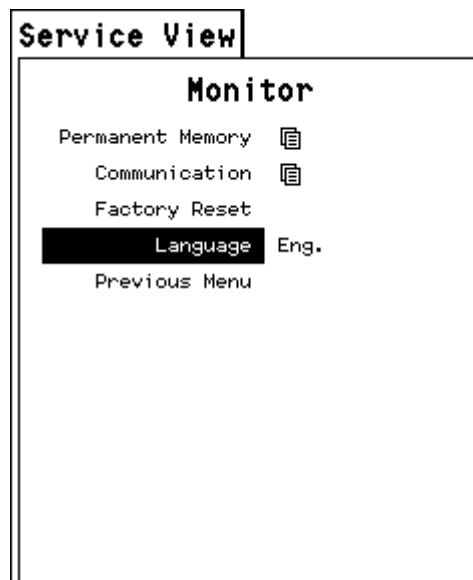 Service View
Monitor
Permanent Memory
Communication
Factory Reset
Language Eng.
Previous Menu